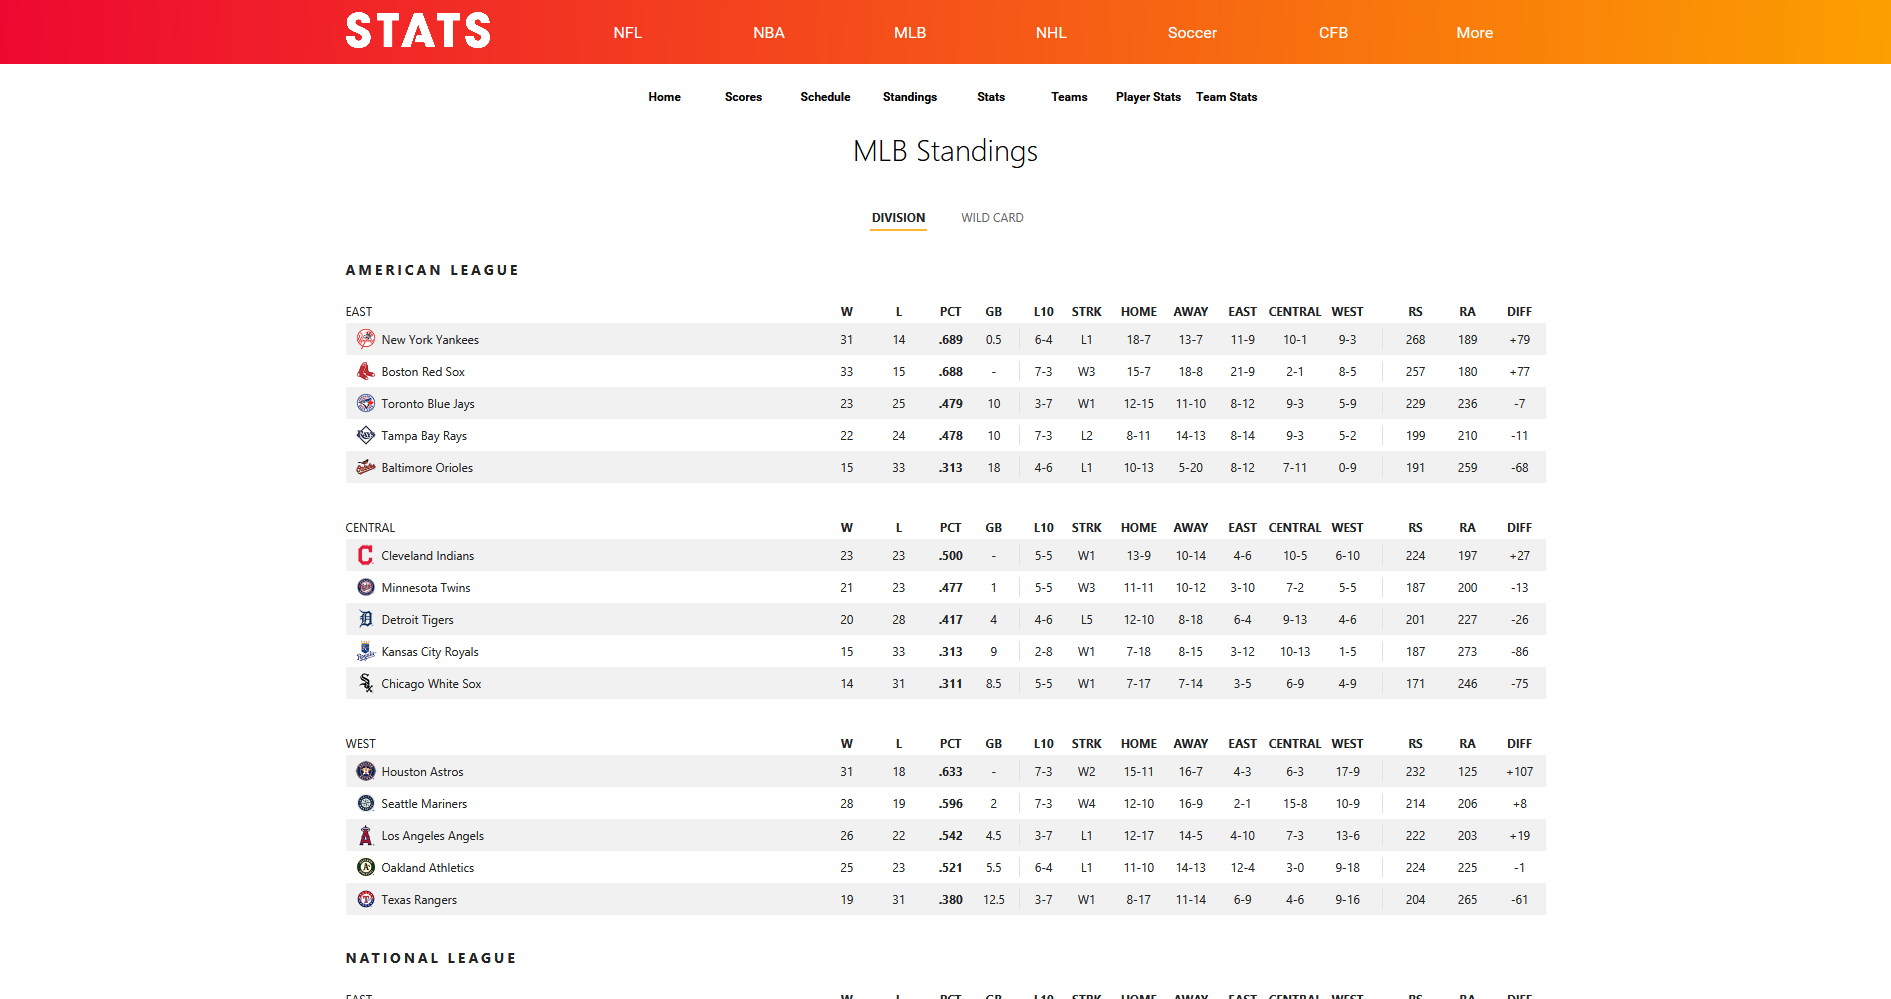 STATS NFL NBA MLB NHL Soccer CFB More
Home Scores Schedule Standings Stats Teams Player Stats Team Stats
MLB Standings
DIVISION WILD CARD
AMERICAN LEAGUE
EAST W L PCT GB L10 STRK HOME AWAY EAST CENTRAL WEST RS RA DIFF
New York Yankees 31 14 .689 0.5 6-4 L1 18-7 13-7 11-9 10-1 9-3 268 189 +79
Boston Red Sox 33 15 .688 - 7-3 W3 15-7 18-8 21-9 2-1 8-5 257 180 +77
Toronto Blue Jays 23 25 .479 10 3-7 W1 12-15 11-10 8-12 9-3 5-9 229 236 -7
Tampa Bay Rays 22 24 .478 10 7-3 L2 8-11 14-13 8-14 9-3 5-2 199 210 -11
Baltimore Orioles 15 33 .313 18 4-6 L1 10-13 5-20 8-12 7-11 0-9 191 259 -68
CENTRAL W L PCT GB L10 STRK HOME AWAY EAST CENTRAL WEST RS RA DIFF
Cleveland Indians 23 23 .500 - 5-5 W1 13-9 10-14 4-6 10-5 6-10 224 197 +27
Minnesota Twins 21 23 .477 1 5-5 W3 11-11 10-12 3-10 7-2 5-5 187 200 -13
Detroit Tigers 20 28 .417 4 4-6 L5 12-10 8-18 6-4 9-13 4-6 201 227 -26
Kansas City Royals 15 33 .313 9 2-8 W1 7-18 8-15 3-12 10-13 1-5 187 273 -86
Chicago White Sox 14 31 .311 8.5 5-5 W1 7-17 7-14 3-5 6-9 4-9 171 246 -75
WEST W L PCT GB L10 STRK HOME AWAY EAST CENTRAL WEST RS RA DIFF
Houston Astros 31 18 .633 - 7-3 W2 15-11 16-7 4-3 6-3 17-9 232 125 +107
Seattle Mariners 28 19 .596 2 7-3 W4 12-10 16-9 2-1 15-8 10-9 214 206 +8
Los Angeles Angels 26 22 .542 4.5 3-7 L1 12-17 14-5 4-10 7-3 13-6 222 203 +19
Oakland Athletics 25 23 .521 5.5 6-4 L1 11-10 14-13 12-4 3-0 9-18 224 225 -1
Texas Rangers 19 31 .380 12.5 3-7 W1 8-17 11-14 6-9 4-6 9-16 204 265 -61
NATIONAL LEAGUE
EAST W L PCT GB L10 STRK HOME AWAY EAST CENTRAL WEST RS RA DIFF